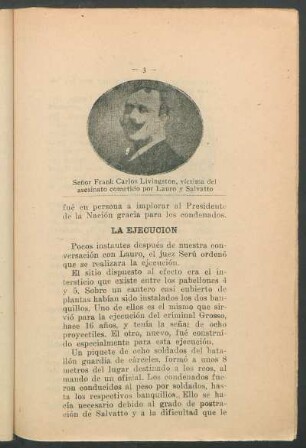 — 3 —
Señor Frank Carlos Livingston, víctima del
asesinato cometido por Lauro y Salvatto
fué en persona a implorar al Presidente
de la Nación gracia para los condenados.
LA EJECUCION
Pocos instantes después de nuestra con-
versación con Lauro, el juez Serú ordenó
que se realizara la ejecución.
El sitio dispuesto al efecto era el in-
tersticio que existe entre los pabellones 4
y 5. Sobre un cantero casi cubierto de
plantas habían sido instalados los dos ban-
quillos. Uno de ellos es el mismo que sir-
vió para la ejecución del criminal Grosso,
hace 16 años, y tenía la señal de ocho
proyectiles. El otro, nuevo, fué construído
especialmente para esta ejecución.
Un piquete de ocho soldados del bata-
llón guardia de cárceles, formó a unos 8
metros del lugar destinado a los reos, al
mando de un oficial. Los condenados fue-
ron conducidos al peso por soldados, hasta
los respectivos banquillos. Ello se ha-
cía necesario debido al grado de postra-
ción de Salvatto y a la dificultad que le